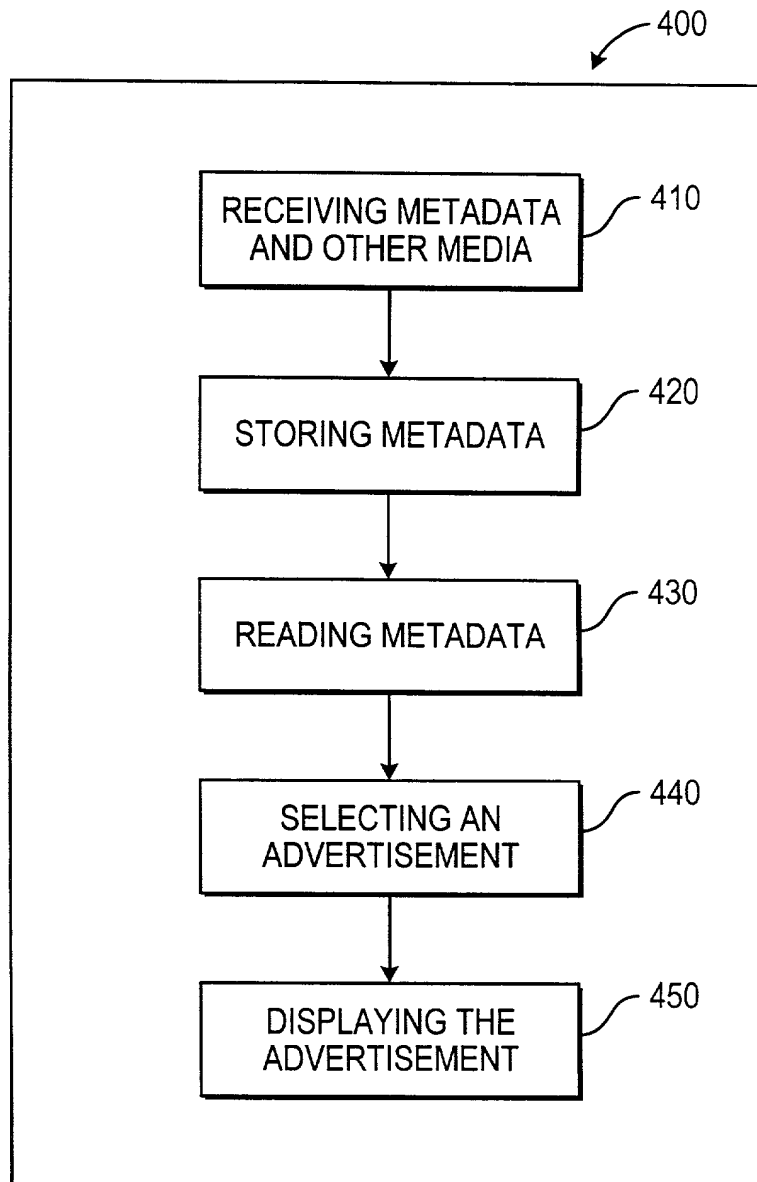 400
RECEIVING METADATA
AND OTHER MEDIA
410
STORING METADATA
420
READING METADATA
430
SELECTING AN
ADVERTISEMENT
440
DISPLAYING THE
ADVERTISEMENT
450